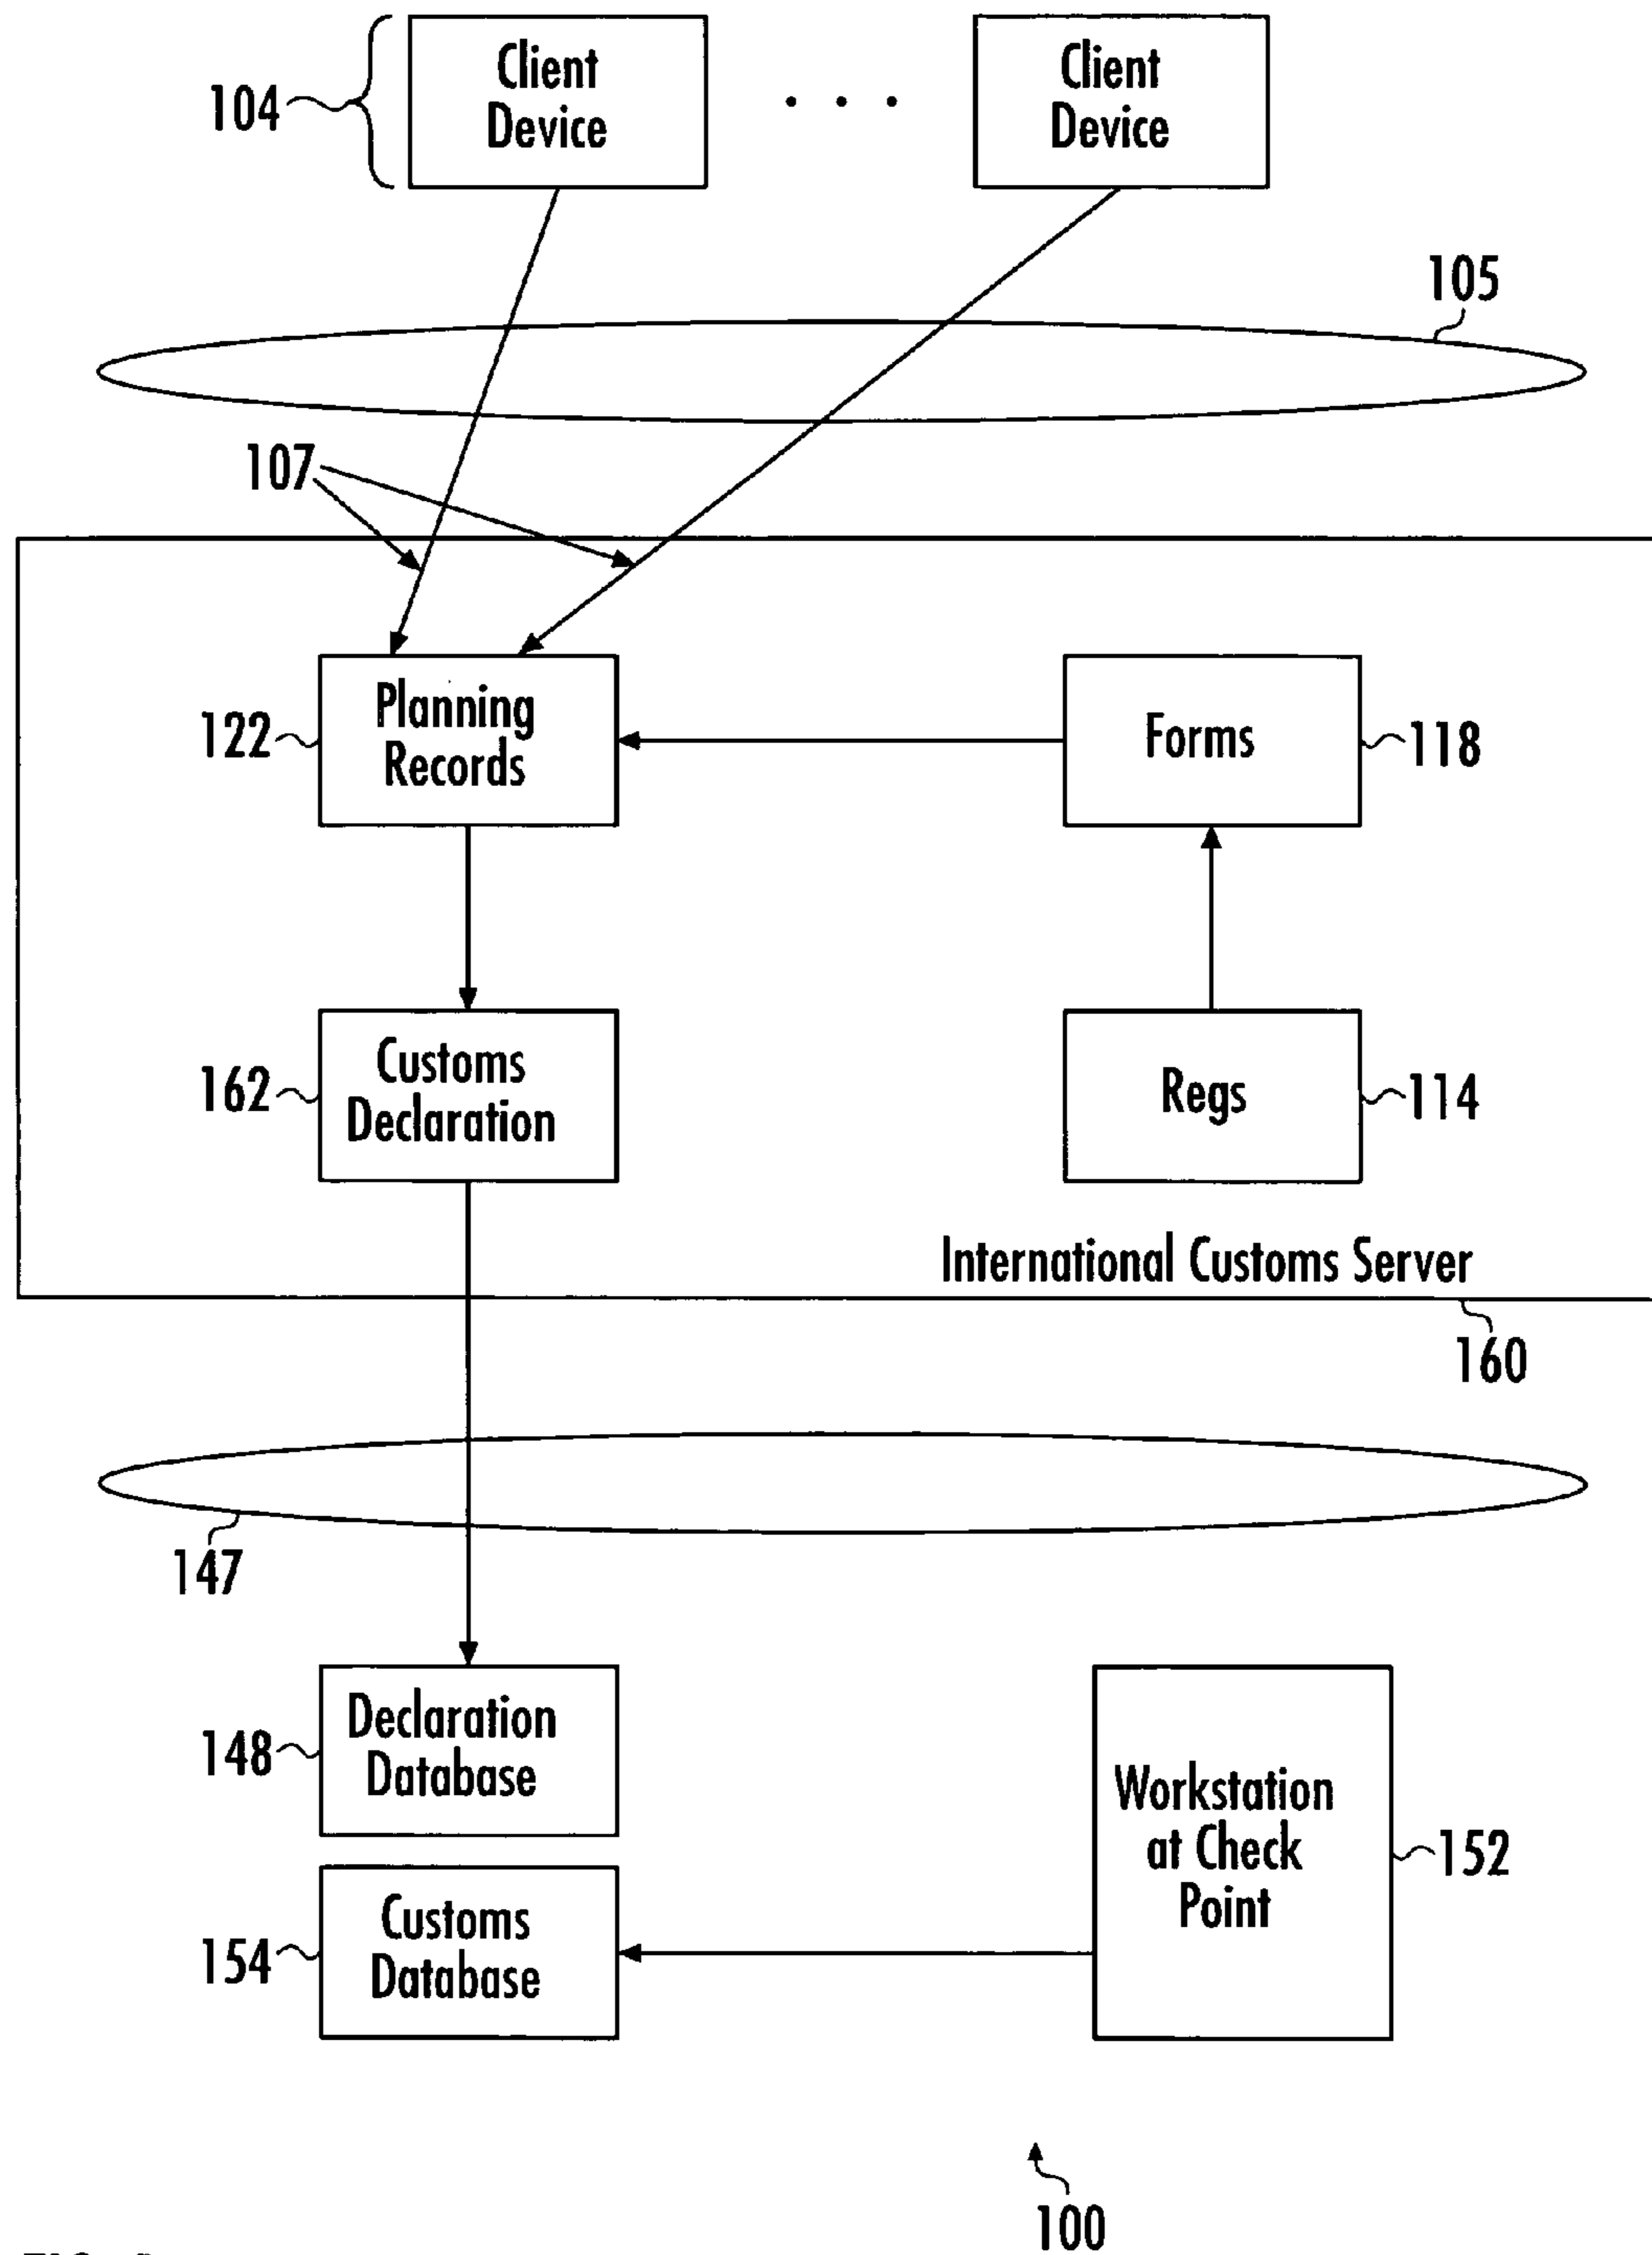 104
Client
Device
. . .
Client
Device
105
107
122
Planning
Records
Forms
118
162
Customs
Declaration
Regs
114
International Customs Server
160
147
148
Declaration
Database
Workstation
at Check
Point
152
154
Customs
Database
100